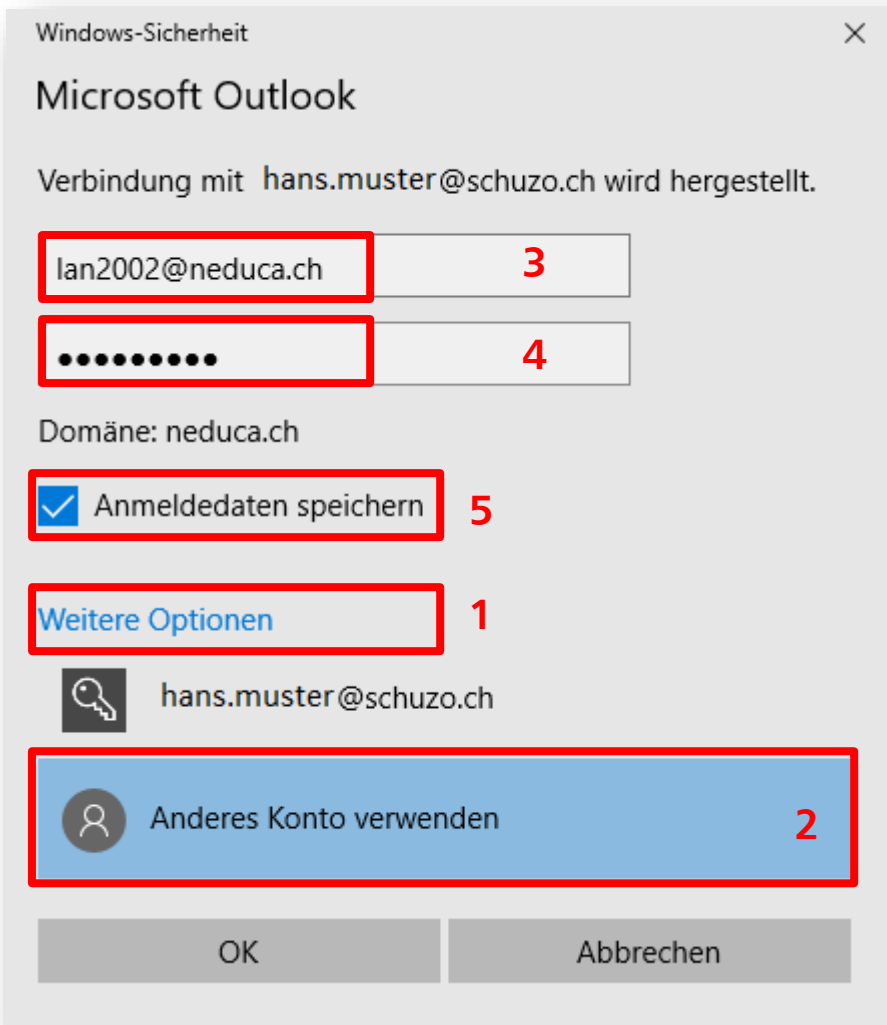 Windows-Sicherheit
Microsoft Outlook
Verbindung mit hans.muster@schuzo.ch wird hergestellt.
lan2002@neduca.ch 3
●●●●●●●●● 4
Domäne: neduca.ch
Anmeldedaten speichern 5
Weitere Optionen 1
hans.muster@schuzo.ch
Anderes Konto verwenden 2
OK Abbrechen